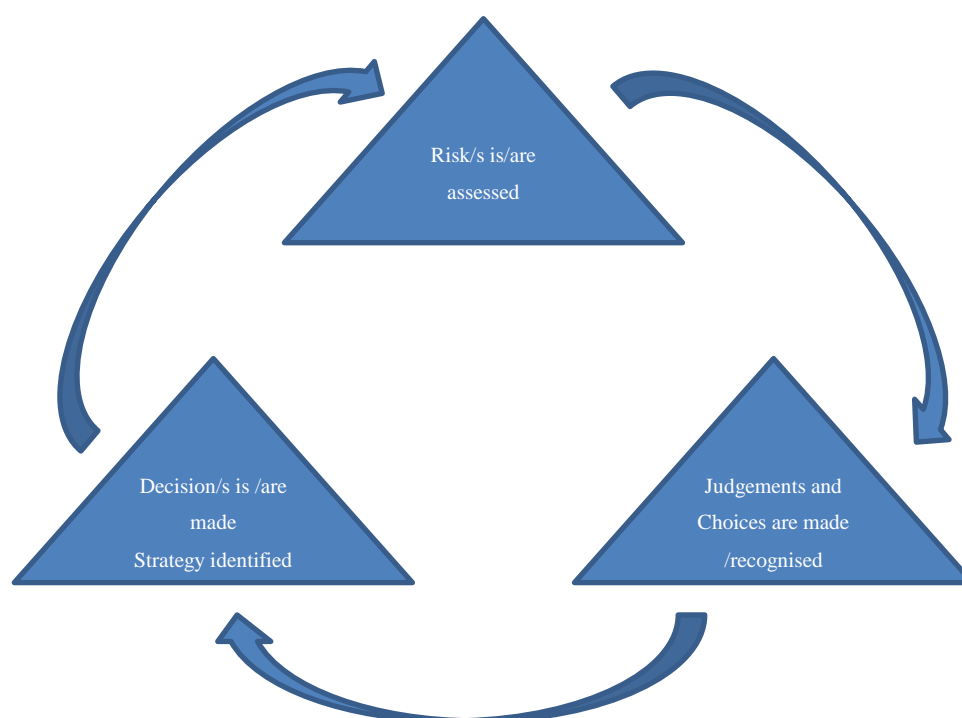 Risk/s is/are
assessed
Decision/s is /are
made
Strategy identified
Judgements and
Choices are made
/recognised